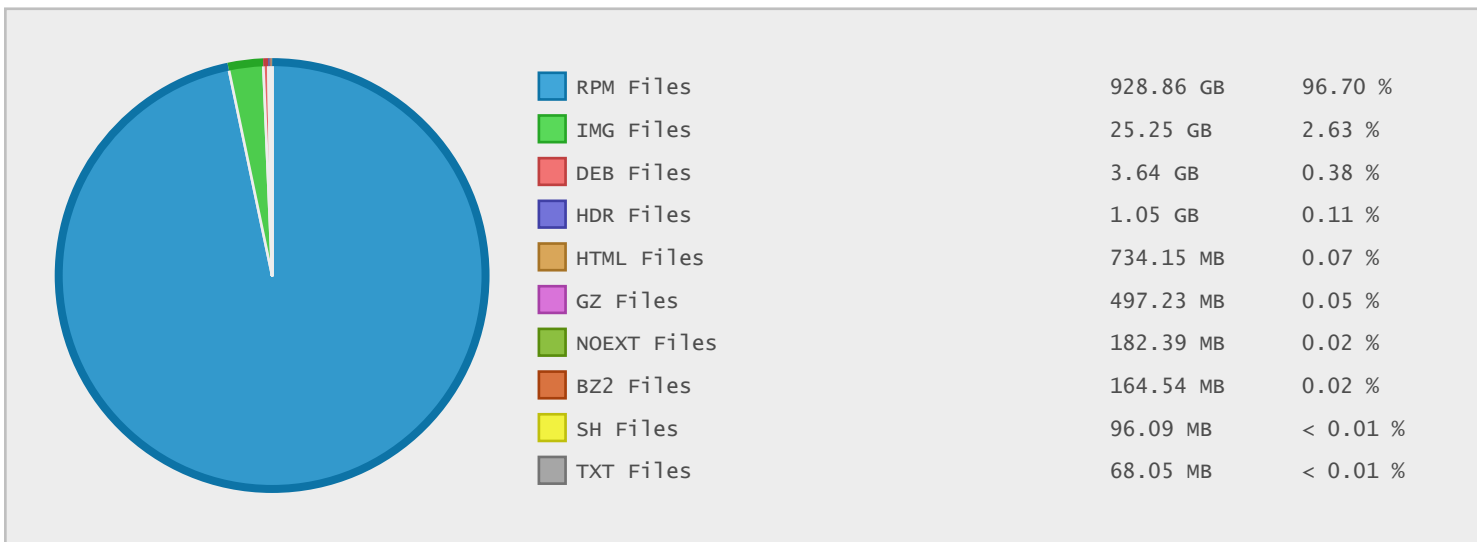 RPM Files 928.86 GB 96.70 %
IMG Files 25.25 GB 2.63 %
DEB Files 3.64 GB 0.38 %
HDR Files 1.05 GB 0.11 %
HTML Files 734.15 MB 0.07 %
GZ Files 497.23 MB 0.05 %
NOEXT Files 182.39 MB 0.02 %
BZ2 Files 164.54 MB 0.02 %
SH Files 96.09 MB < 0.01 %
TXT Files 68.05 MB < 0.01 %